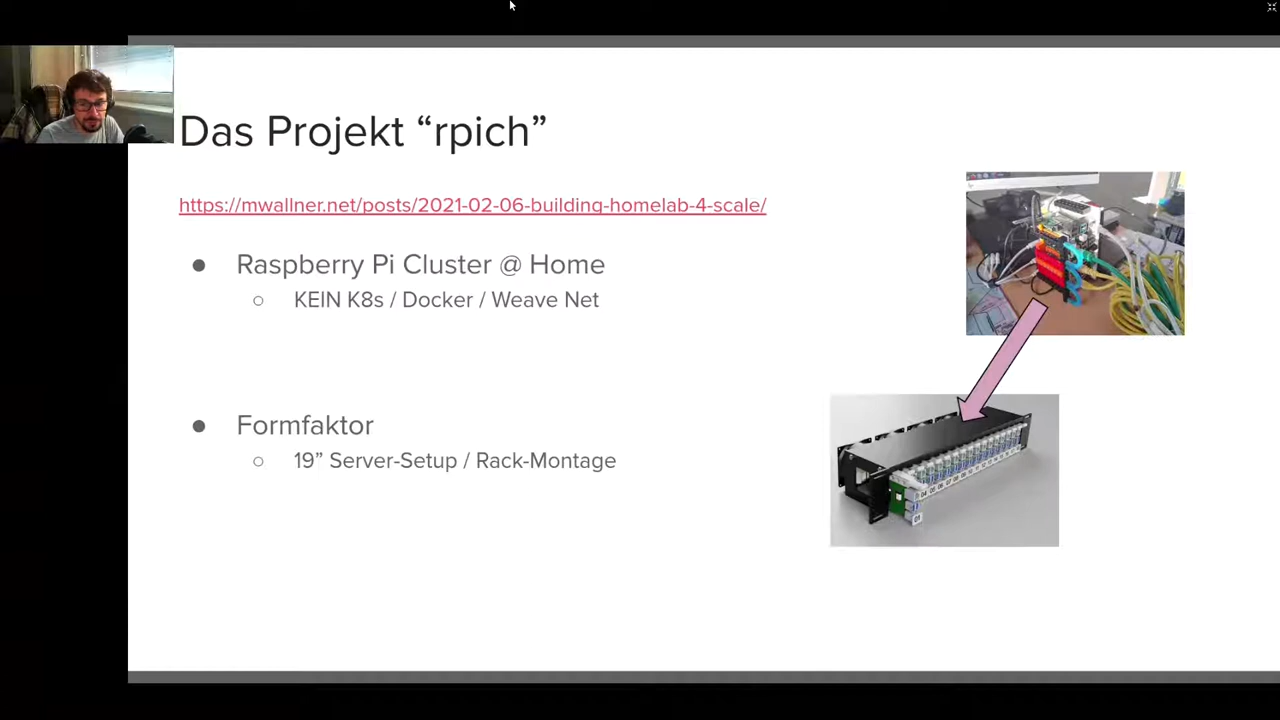 Das Projekt “rpich”
https://mwallner.net/posts/2021-02-06-building-homelab-4-scale/
● Raspberry Pi Cluster @ Home
○ KEIN K8s / Docker / Weave Net
● Formfaktor
○ 19” Server-Setup / Rack-Montage